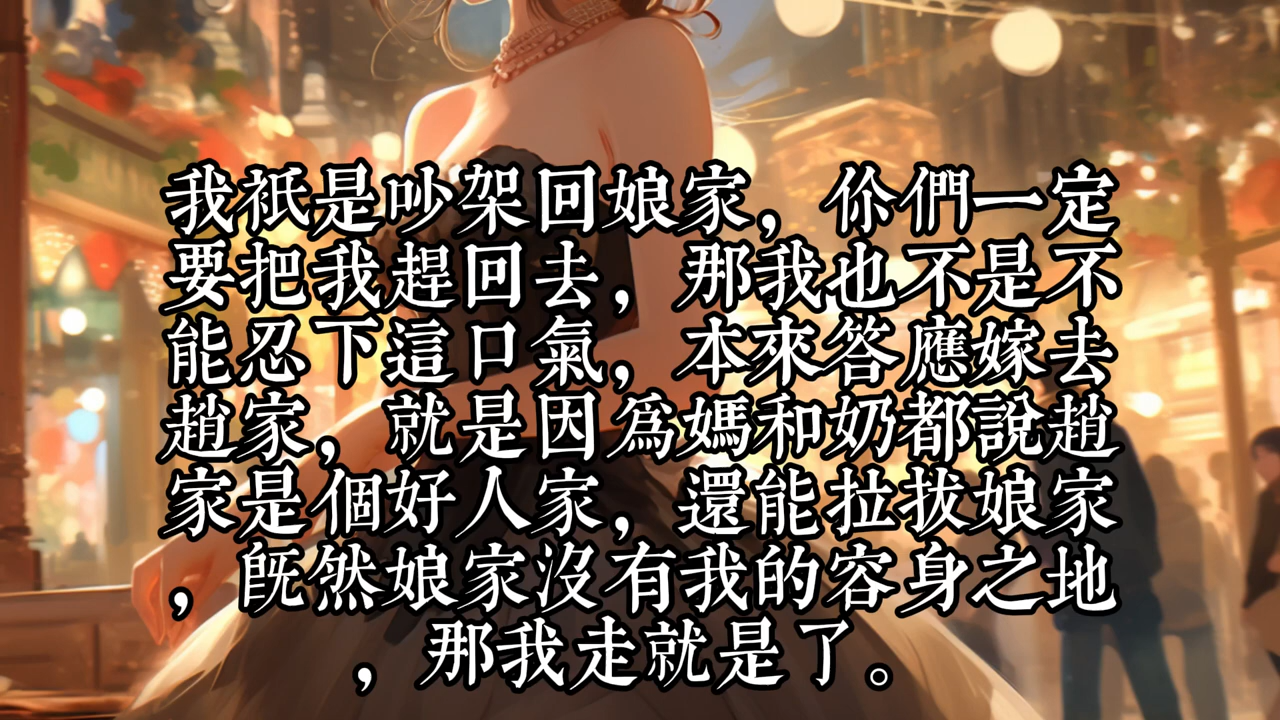 我衹是吵架回娘家，你們一定
要把我趕回去，那我也不是不
能忍下這口氣，本來答應嫁去
趙家，就是因爲媽和奶都說趙
家是個好人家，還能拉拔娘家
，既然娘家沒有我的容身之地
，那我走就是了。